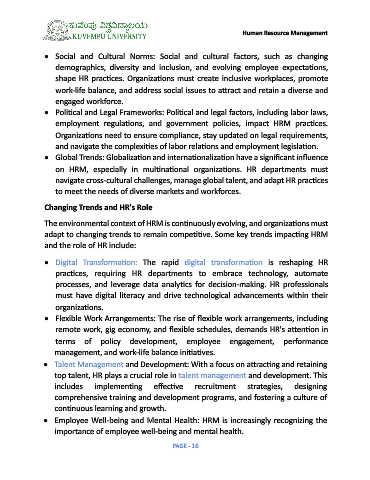 ಕುವೆಂಪು ವಿಶ್ವವಿದ್ಯಾಲಯ
KUVEMPU UNIVERSITY
Human Resource Management
• Social and Cultural Norms: Social and cultural factors, such as changing
demographics, diversity and inclusion, and evolving employee expectations,
shape HR practices. Organizations must create inclusive workplaces, promote
work-life balance, and address social issues to attract and retain a diverse and
engaged workforce.
• Political and Legal Frameworks: Political and legal factors, including labor laws,
employment regulations, and government policies, impact HRM practices.
Organizations need to ensure compliance, stay updated on legal requirements,
and navigate the complexities of labor relations and employment legislation.
• Global Trends: Globalization and internationalization have a significant influence
on HRM, especially in multinational organizations. HR departments must
navigate cross-cultural challenges, manage global talent, and adapt HR practices
to meet the needs of diverse markets and workforces.
Changing Trends and HR's Role
The environmental context of HRM is continuously evolving, and organizations must
adapt to changing trends to remain competitive. Some key trends impacting HRM
and the role of HR include:
• Digital Transformation: The rapid digital transformation is reshaping HR
practices, requiring HR departments to embrace technology, automate
processes, and leverage data analytics for decision-making. HR professionals
must have digital literacy and drive technological advancements within their
organizations.
• Flexible Work Arrangements: The rise of flexible work arrangements, including
remote work, gig economy, and flexible schedules, demands HR's attention in
terms of policy development, employee engagement, performance
management, and work-life balance initiatives.
• Talent Management and Development: With a focus on attracting and retaining
top talent, HR plays a crucial role in talent management and development. This
includes implementing effective recruitment strategies, designing
comprehensive training and development programs, and fostering a culture of
continuous learning and growth.
• Employee Well-being and Mental Health: HRM is increasingly recognizing the
importance of employee well-being and mental health.
PAGE - 16